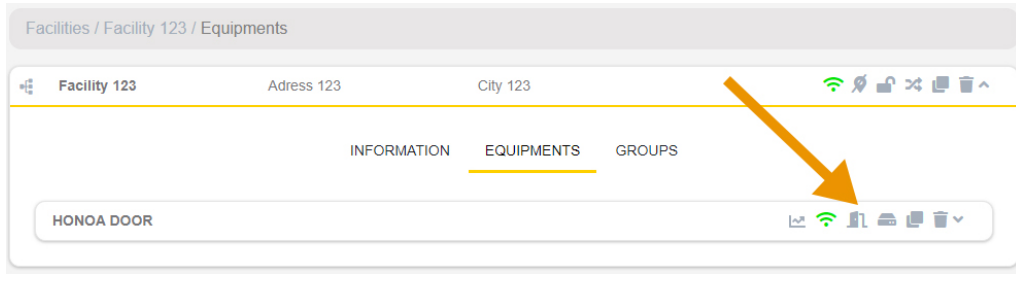 Facilities / Facility 123 / Equipments
Facility 123 Adress 123 City 123
INFORMATION EQUIPMENTS GROUPS
HONOA DOOR